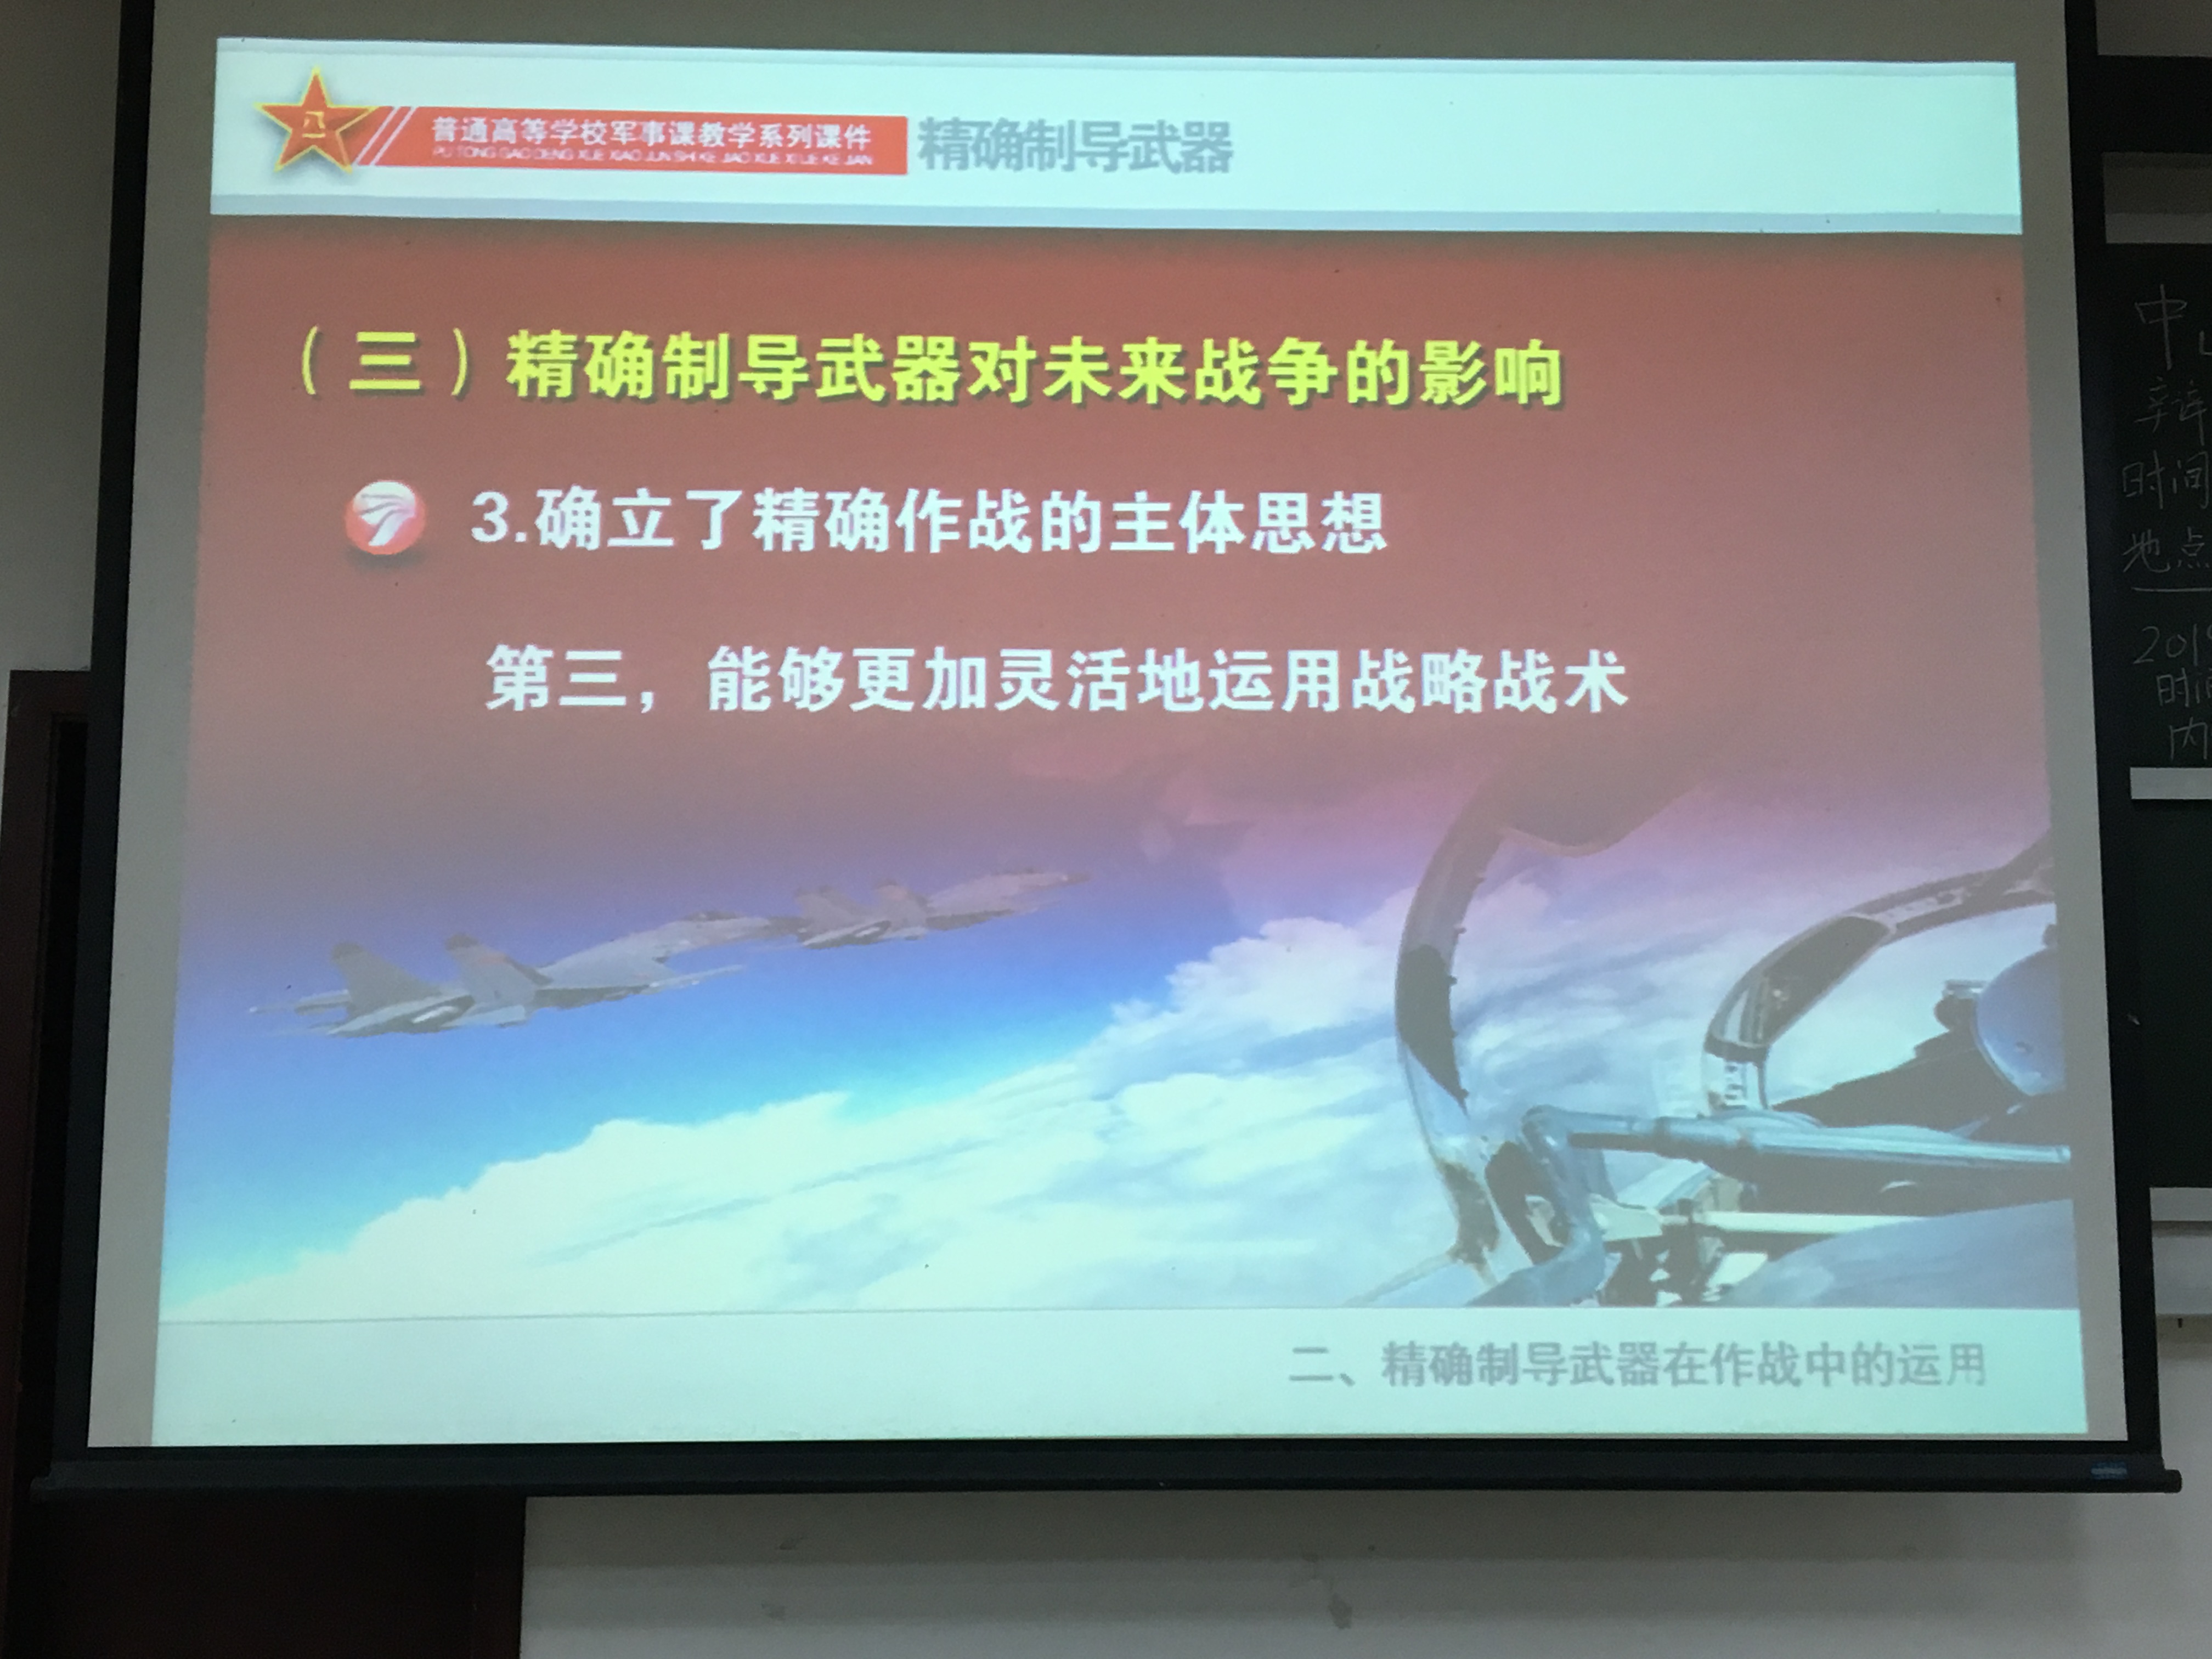 八一
普通高等学校军事课教学系列课件
PU TONG GAO DENG XUE XIAO JUN SHI KE JIAO XUE XI LIE KE JIAN
精确制导武器
（三）精确制导武器对未来战争的影响
3.确立了精确作战的主体思想
第三，能够更加灵活地运用战略战术
二、精确制导武器在作战中的运用
中
辩
时间
地点
201
时间
内